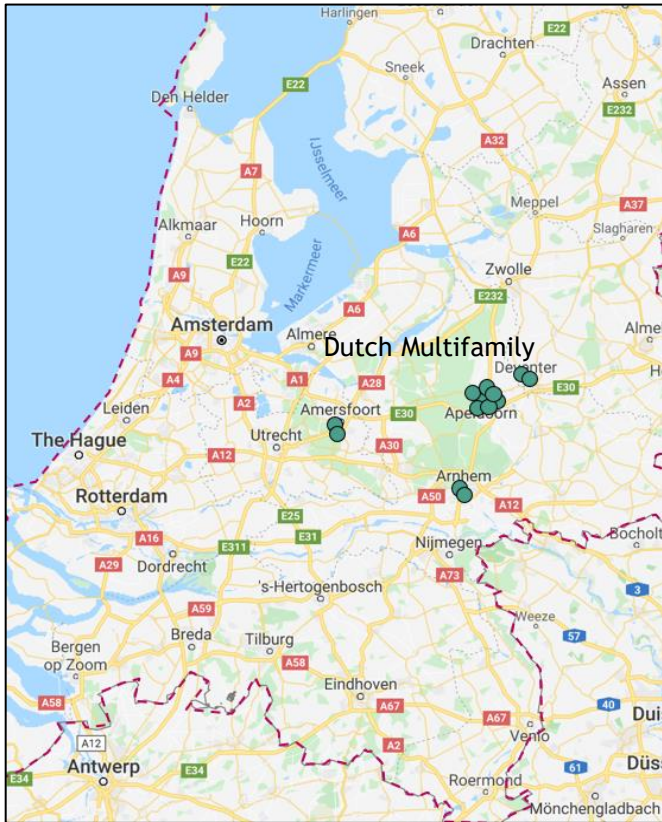 Harlingen
E22
Drachten
Sneek
Assen
Den Helder
E22
E232
IJsselmeer
A32
A7
Meppel
A37
Alkmaar
Hoorn
Slagharen
A6
E22
Markermeer
A9
Zwolle
E232
A6
Amsterdam
Almere
Alme
Dutch Multifamily
A9
Deventer
A4
A1
A28
E30
He
A2
Leiden
Amersfoort
E30
Apeldoorn
The Hague
Utrecht
A30
A12
Arnhem
Rotterdam
A50
A12
E25
A16
E31
E311
Nijmegen
Bocholt
Dordrecht
A29
A73
's-Hertogenbosch
3
A59
Weeze
Breda
Tilburg
57
Bergen
op Zoom
A58
Eindhoven
A58
A67
40
A67
Dui
A12
A2
Venlo
Antwerp
E34
61
Düss
E34
Roermond
Mönchengladbach